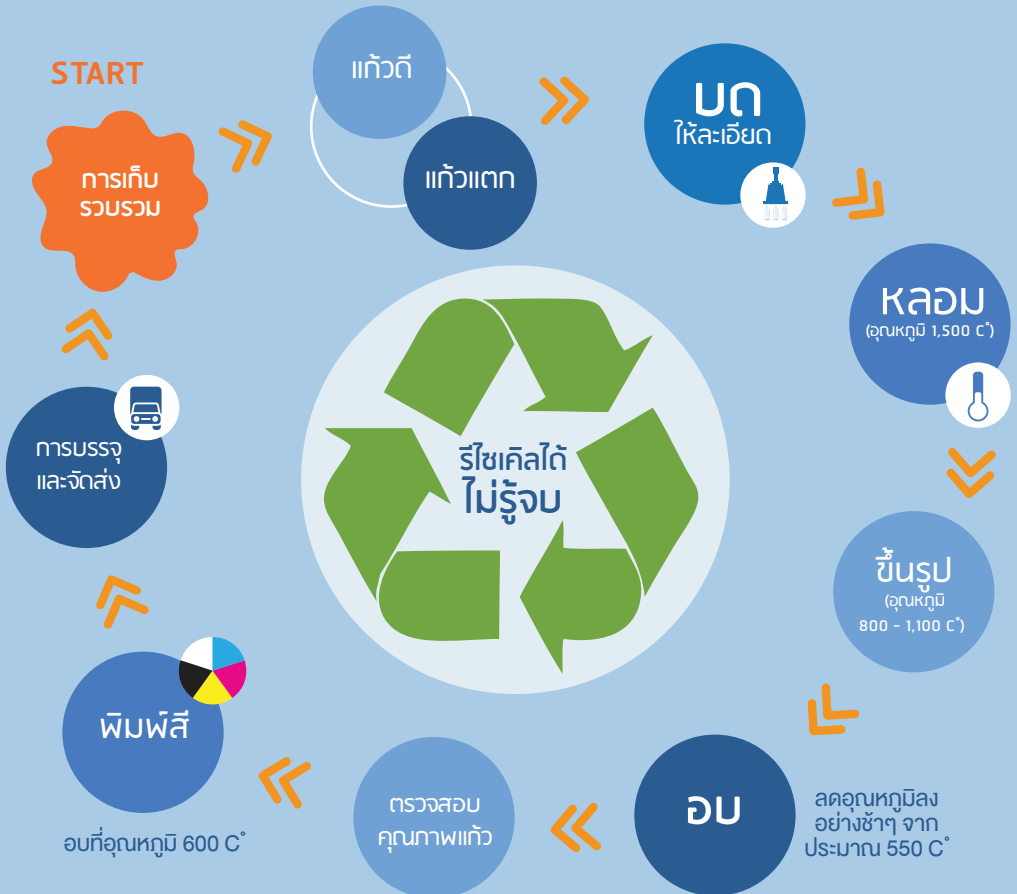 START
การเก็บ
รวบรวม
แก้วดี
แก้วแตก
บด
ให้ละเอียด
หลอม
(อุณหภูมิ 1,500 C°)
ขึ้นรูป
(อุณหภูมิ
800 - 1,100 C°)
อบ
ลดอุณหภูมิลง
อย่างช้าๆ จาก
ประมาณ 550 C°
ตรวจสอบ
คุณภาพแก้ว
พิมพ์สี
อบที่อุณหภูมิ 600 C°
การบรรจุ
และจัดส่ง
รีไซเคิลได้
ไม่รู้จบ